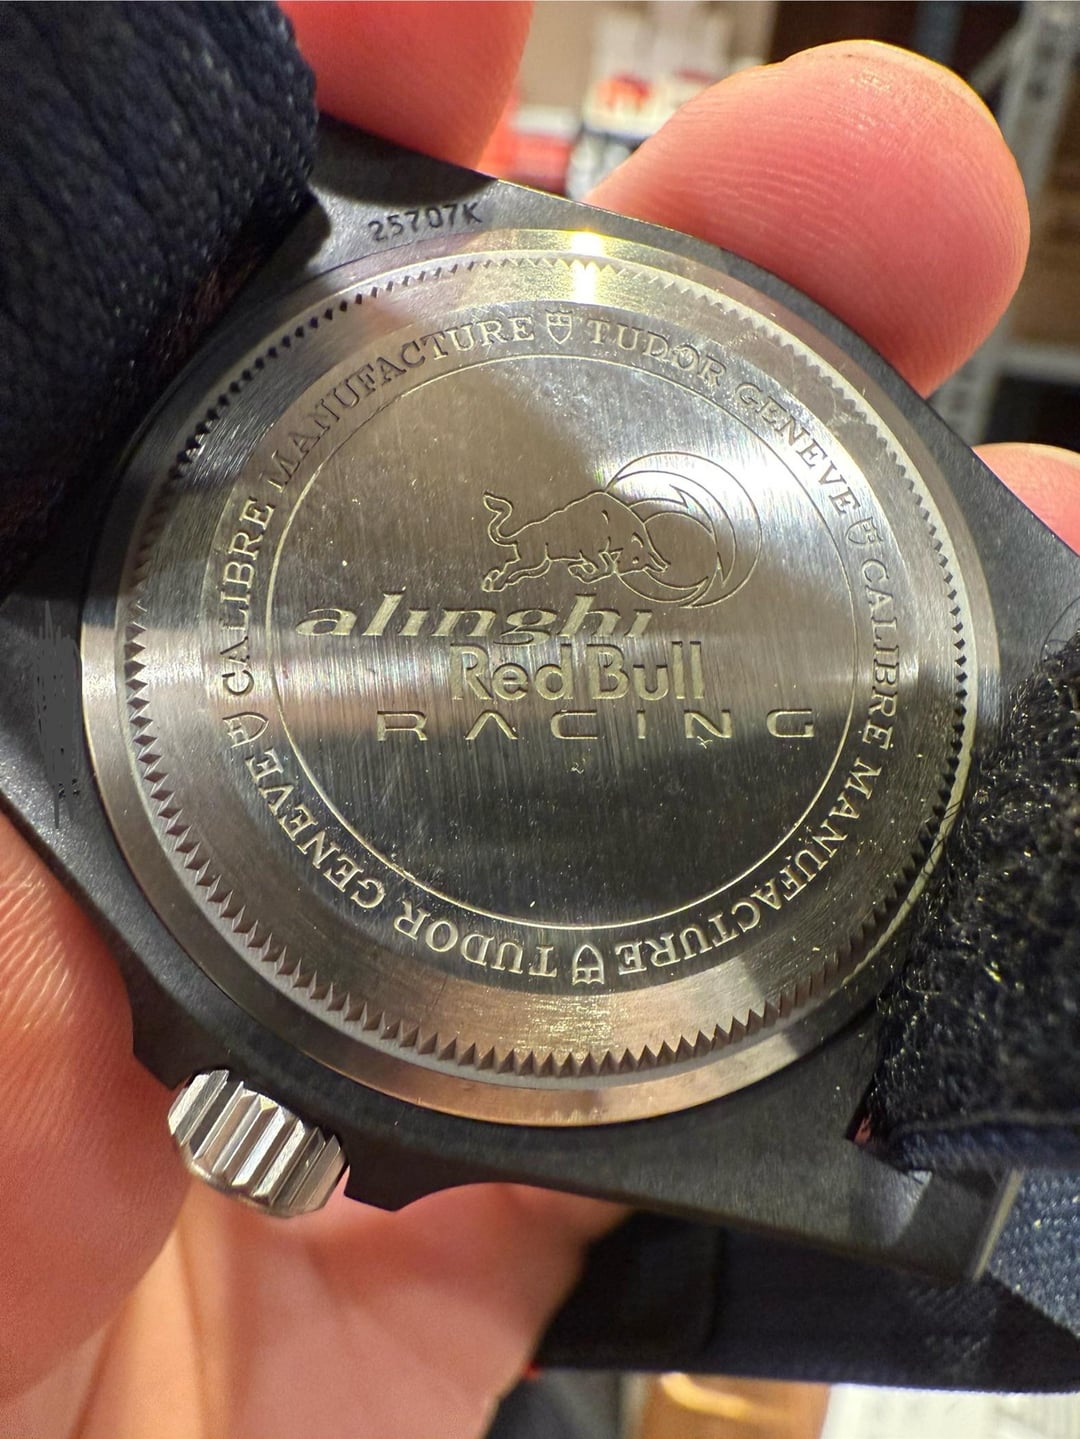 25707K
TUDOR GENEVE CALIBRE MANUFACTURE TUDOR GENEVE CALIBRE MANUFACTURE
alinghi
Red Bull
RACING